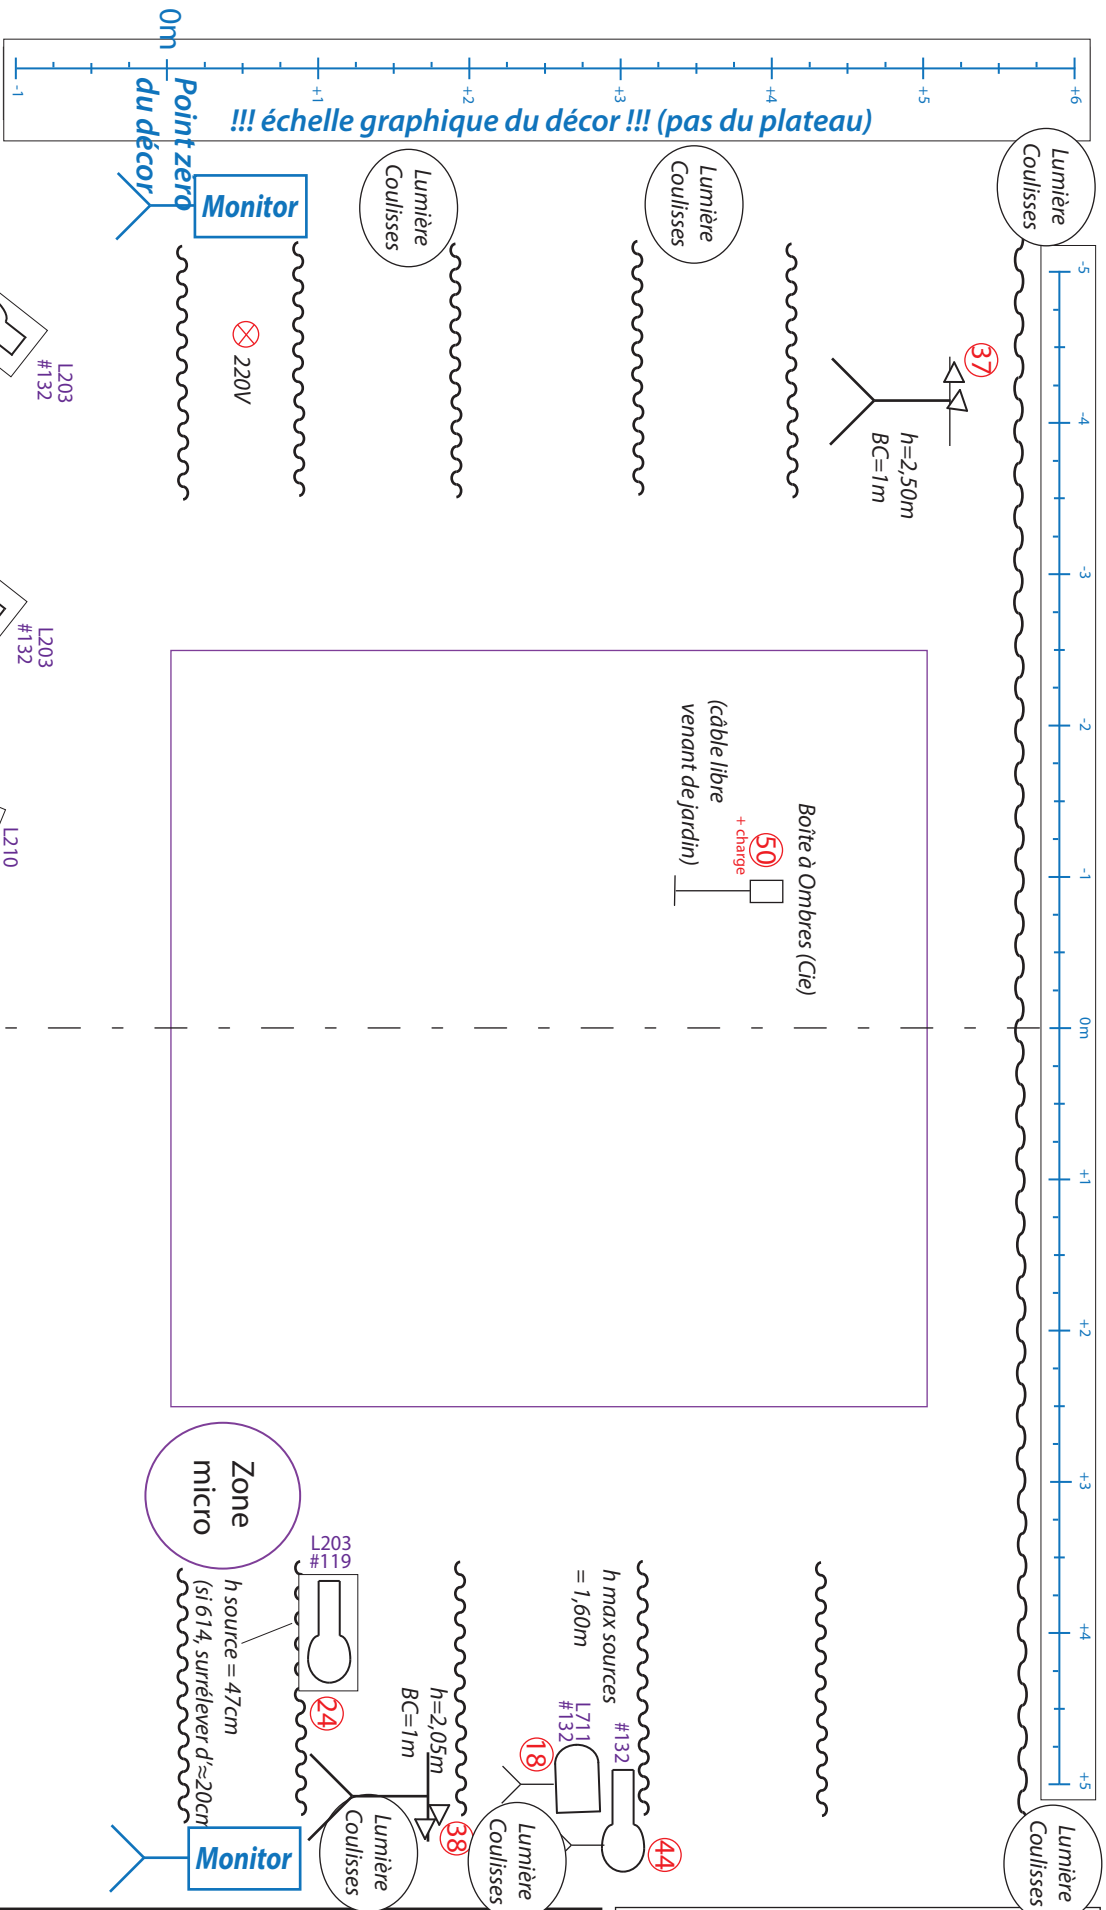 0m
-1
+1
+2
+3
+4
+5
+6
Point zéro
du décor
!!! échelle graphique du décor !!! (pas du plateau)
Monitor
Lumière
Coulisses
Lumière
Coulisses
Lumière
Coulisses
-5
-4
-3
-2
-1
0m
+1
+2
+3
+4
+5
220V
37
h=2,50m
BC=1m
L203
#132
L203
#132
L210
Boîte à Ombres (Cie)
50
+ charge
(câble libre
venant de jardin)
Zone
micro
L203
#119
24
h source = 47cm
(si 614, surrélever d'≈20cm
h max sources
= 1,60m
#132
L711
#132
18
44
h=2,05m
BC=1m
38
Lumière
Coulisses
Lumière
Coulisses
Lumière
Coulisses
Monitor